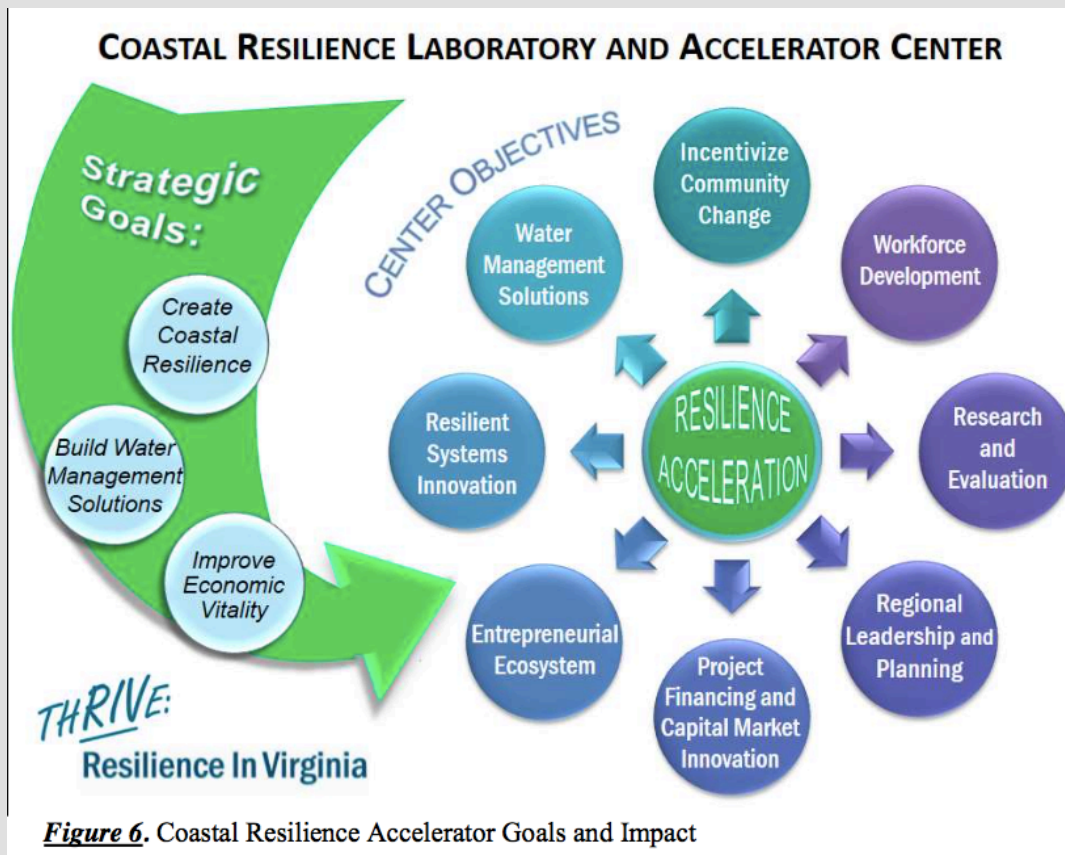 COASTAL RESILIENCE LABORATORY AND ACCELERATOR CENTER
Strategic
Goals:
Create
Coastal
Resilience
Build Water
Management
Solutions
Improve
Economic
Vitality
CENTER OBJECTIVES
Incentivize
Community
Change
Workforce
Development
Research
and
Evaluation
Regional
Leadership and
Planning
Project
Financing and
Capital Market
Innovation
Entrepreneurial
Ecosystem
Resilient
Systems
Innovation
Water
Management
Solutions
RESILIENCE
ACCELERATION
THRIVE:
Resilience In Virginia
Figure 6. Coastal Resilience Accelerator Goals and Impact